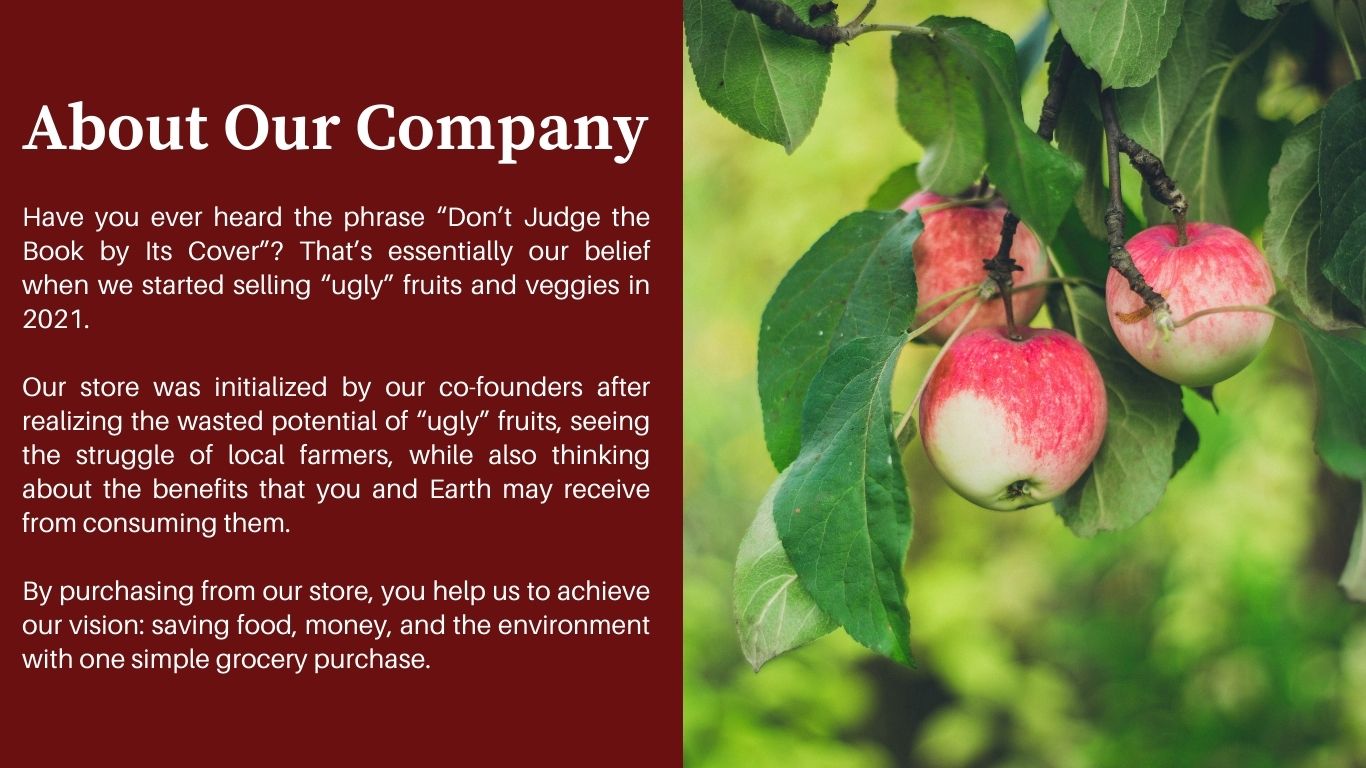 About Our Company
Have you ever heard the phrase “Don’t Judge the
Book by Its Cover”? That’s essentially our belief
when we started selling “ugly” fruits and veggies in
2021.
Our store was initialized by our co-founders after
realizing the wasted potential of “ugly” fruits, seeing
the struggle of local farmers, while also thinking
about the benefits that you and Earth may receive
from consuming them.
By purchasing from our store, you help us to achieve
our vision: saving food, money, and the environment
with one simple grocery purchase.